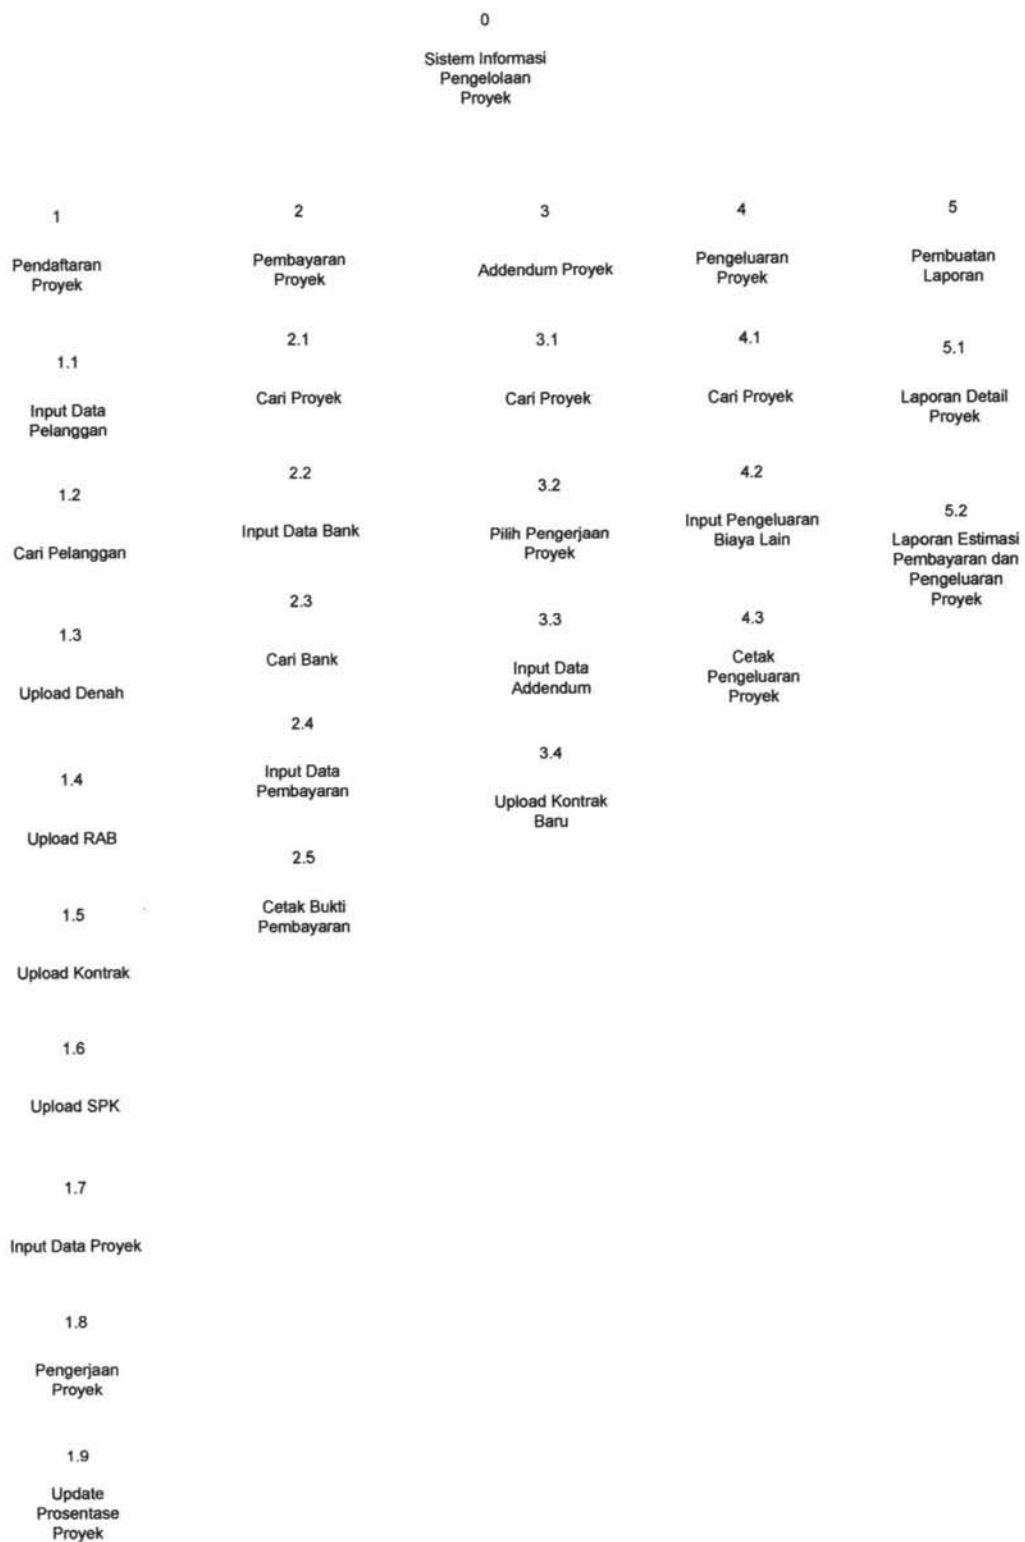 0
Sistem Informasi
Pengelolaan
Proyek
1
Pendaftaran
Proyek
1.1
Input Data
Pelanggan
1.2
Cari Pelanggan
1.3
Upload Denah
1.4
Upload RAB
1.5
Upload Kontrak
1.6
Upload SPK
1.7
Input Data Proyek
1.8
Pengerjaan
Proyek
1.9
Update
Prosentase
Proyek
2
Pembayaran
Proyek
2.1
Cari Proyek
2.2
Input Data Bank
2.3
Cari Bank
2.4
Input Data
Pembayaran
2.5
Cetak Bukti
Pembayaran
3
Addendum Proyek
3.1
Cari Proyek
3.2
Pilih Pengerjaan
Proyek
3.3
Input Data
Addendum
3.4
Upload Kontrak
Baru
4
Pengeluaran
Proyek
4.1
Cari Proyek
4.2
Input Pengeluaran
Biaya Lain
4.3
Cetak
Pengeluaran
Proyek
5
Pembuatan
Laporan
5.1
Laporan Detail
Proyek
5.2
Laporan Estimasi
Pembayaran dan
Pengeluaran
Proyek